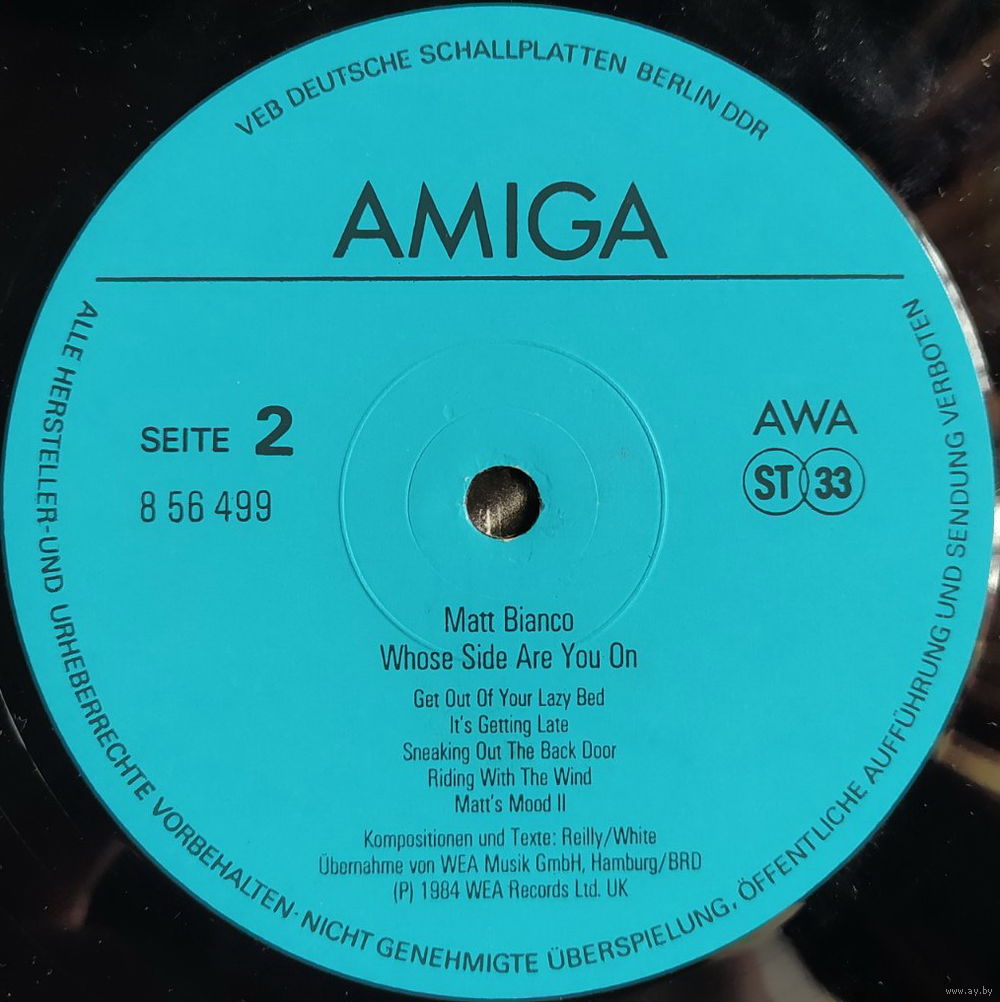 VEB DEUTSCHE SCHALLPLATTEN BERLIN DDR
AMIGA
SEITE 2
8 56 499
AWA
ST 33
Matt Bianco
Whose Side Are You On
Get Out Of Your Lazy Bed
It's Getting Late
Sneaking Out The Back Door
Riding With The Wind
Matt's Mood II
Kompositionen und Texte: Reilly/White
Übernahme von WEA Musik GmbH, Hamburg/BRD
(P) 1984 WEA Records Ltd. UK
ALLE HERSTELLER-UND URHEBERRECHTE VORBEHALTEN· NICHT GENEHMIGTE ÜBERSPIELUNG, ÖFFENTLICHE AUFFÜHRUNG UND SENDUNG VERBOTEN
www.ay.by